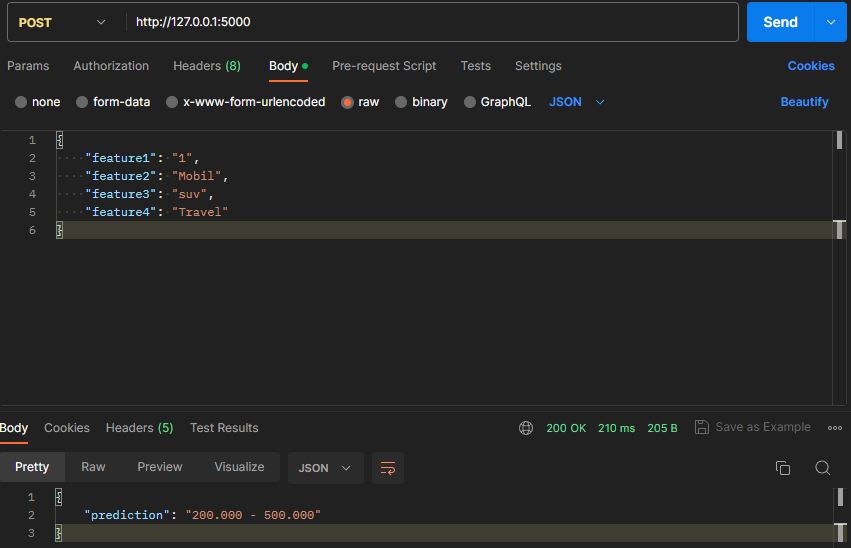 POST http://127.0.0.1:5000 Send
Params Authorization Headers (8) Body Pre-request Script Tests Settings Cookies
none form-data x-www-form-urlencoded raw binary GraphQL JSON Beautify
1 {
2 "feature1": "1",
3 "feature2": "Mobil",
4 "feature3": "suv",
5 "feature4": "Travel"
6 }
Body Cookies Headers (5) Test Results 200 OK 210 ms 205 B Save as Example
Pretty Raw Preview Visualize JSON
1 {
2 "prediction": "200.000 - 500.000"
3 }